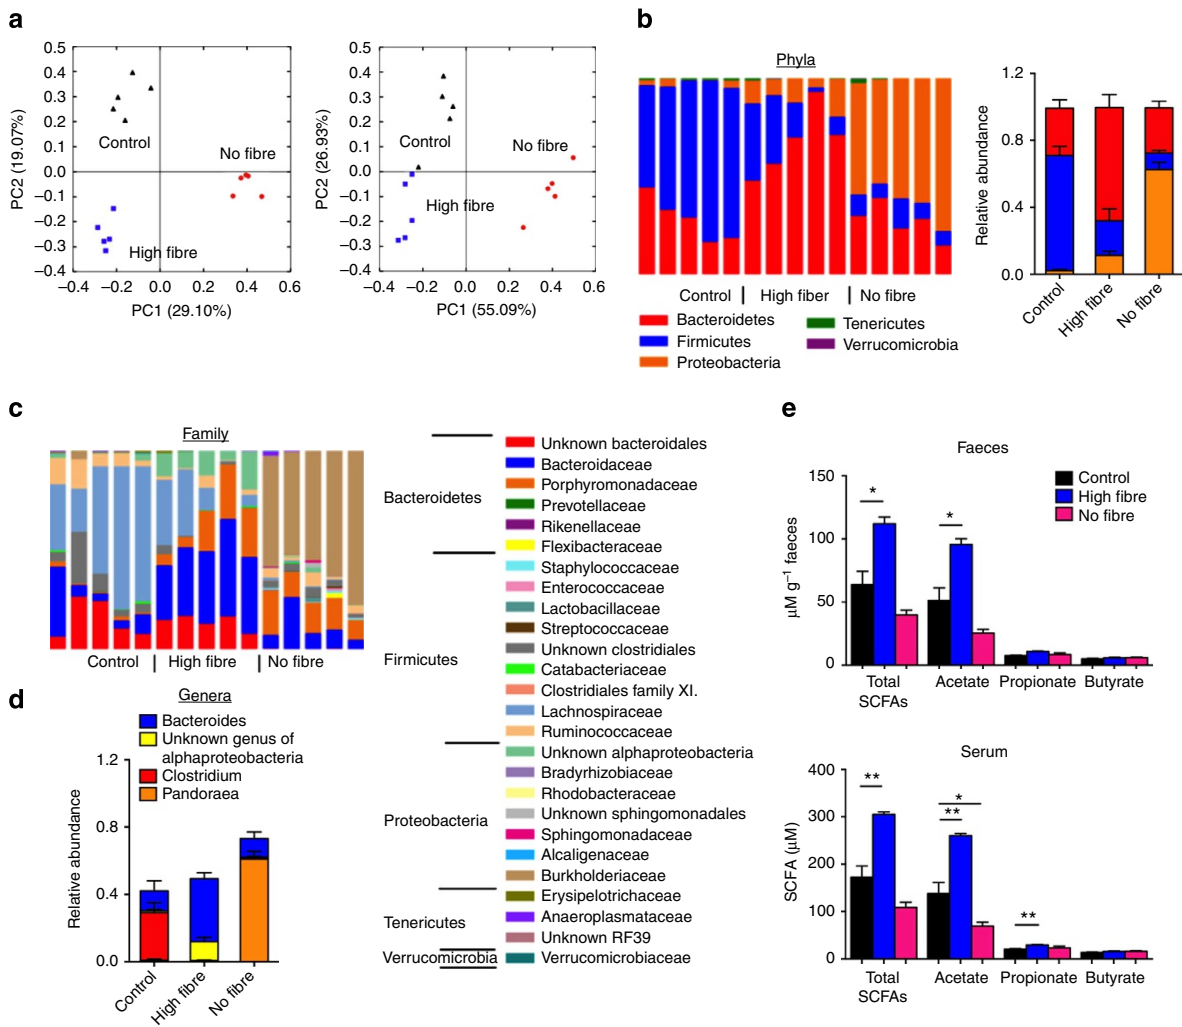 a
0.5
0.4
0.3
0.2
0.1
0.0
−0.1
−0.2
−0.3
−0.4
PC2 (19.07%)
Control
No fibre
High fibre
−0.4 −0.2 0.0 0.2 0.4 0.6
PC1 (29.10%)
0.5
0.4
0.3
0.2
0.1
0.0
−0.1
−0.2
−0.3
−0.4
PC2 (26.93%)
Control
No fibre
High fibre
−0.4 −0.2 0.0 0.2 0.4 0.6
PC1 (55.09%)
b
Phyla
Control High fiber No fibre
Bacteroidetes
Firmicutes
Proteobacteria
Tenericutes
Verrucomicrobia
Relative abundance
1.2
0.8
0.4
0.0
Control
High fibre
No fibre
c
Family
Control High fibre No fibre
Bacteroidetes
Firmicutes
Proteobacteria
Tenericutes
Verrucomicrobia
Unknown bacteroidales
Bacteroidaceae
Porphyromonadaceae
Prevotellaceae
Rikenellaceae
Flexibacteraceae
Staphylococcaceae
Enterococcaceae
Lactobacillaceae
Streptococcaceae
Unknown clostridiales
Catabacteriaceae
Clostridiales family XI.
Lachnospiraceae
Ruminococcaceae
Unknown alphaproteobacteria
Bradyrhizobiaceae
Rhodobacteraceae
Unknown sphingomonadales
Sphingomonadaceae
Alcaligenaceae
Burkholderiaceae
Erysipelotrichaceae
Anaeroplasmataceae
Unknown RF39
Verrucomicrobiaceae
d
Genera
Bacteroides
Unknown genus of
alphaproteobacteria
Clostridium
Pandoraea
Relative abundance
1.2
0.8
0.4
0.0
Control
High fibre
No fibre
e
Faeces
Control
High fibre
No fibre
μM g−1 faeces
150
100
50
0
*
*
Total
SCFAs
Acetate
Propionate
Butyrate
Serum
SCFA (μM)
400
300
200
100
0
**
*
**
**
Total
SCFAs
Acetate
Propionate
Butyrate